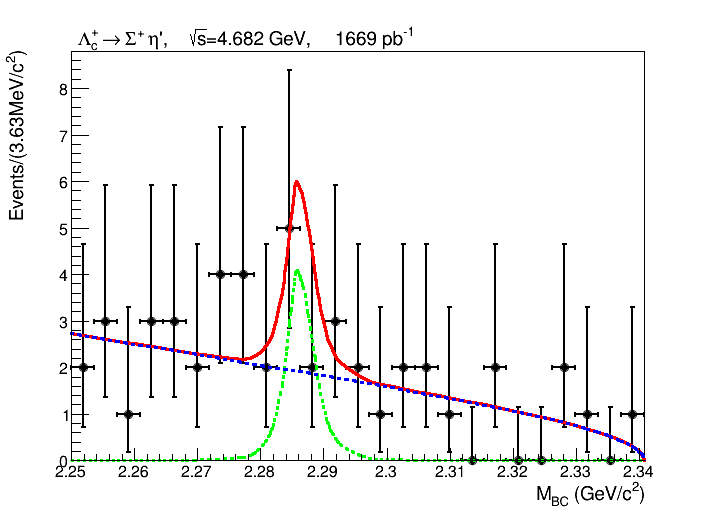 Λc+ → Σ+ η', √s=4.682 GeV, 1669 pb-1
Events/(3.63MeV/c2)
8
7
6
5
4
3
2
1
0
2.25 2.26 2.27 2.28 2.29 2.3 2.31 2.32 2.33 2.34
MBC (GeV/c2)